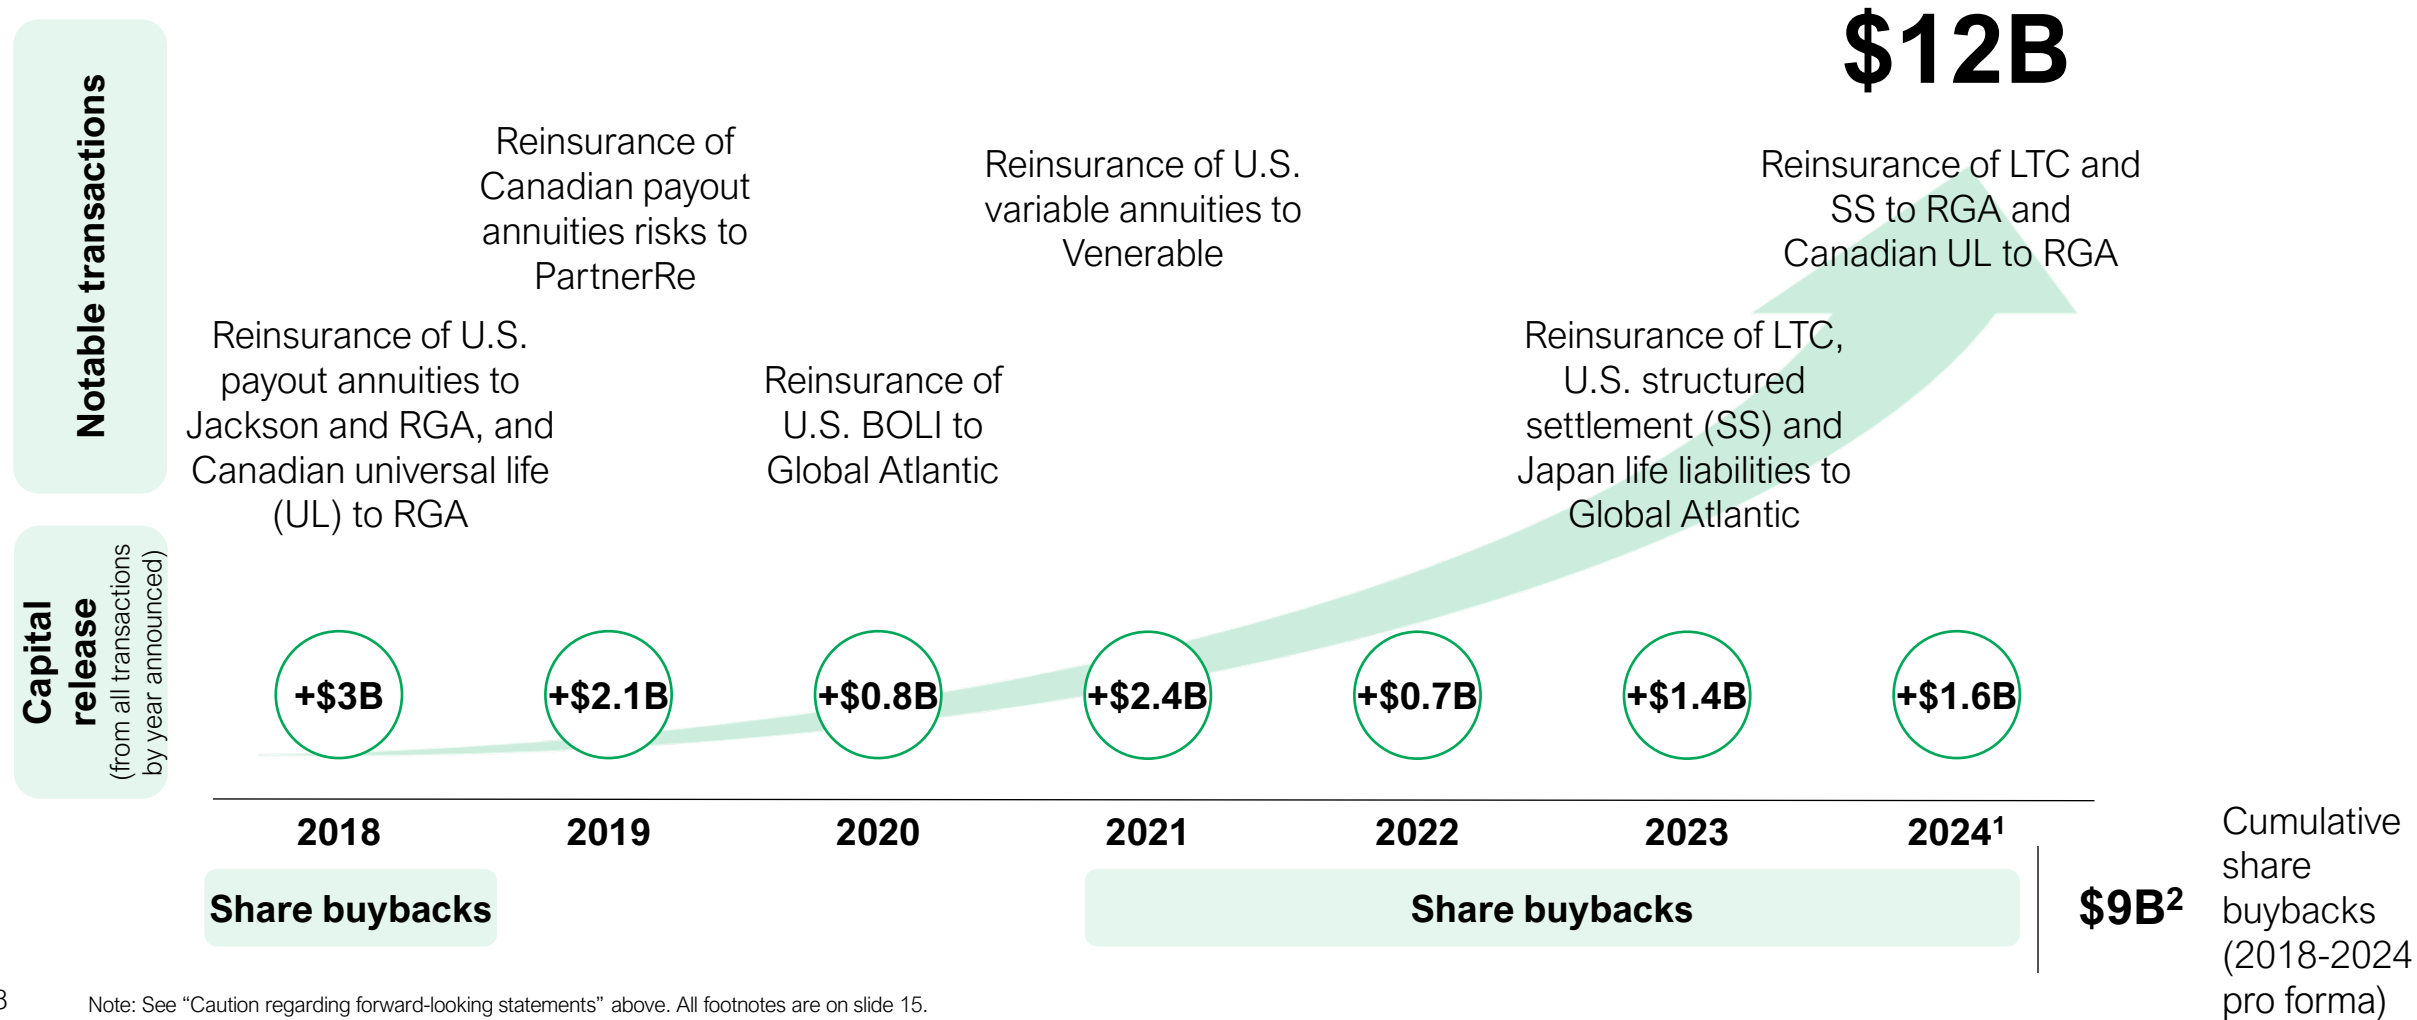 $12B
Notable transactions
Reinsurance of U.S.
payout annuities to
Jackson and RGA, and
Canadian universal life
(UL) to RGA
Reinsurance of
Canadian payout
annuities risks to
PartnerRe
Reinsurance of
U.S. BOLI to
Global Atlantic
Reinsurance of U.S.
variable annuities to
Venerable
Reinsurance of LTC,
U.S. structured
settlement (SS) and
Japan life liabilities to
Global Atlantic
Reinsurance of LTC and
SS to RGA and
Canadian UL to RGA
Capital
release
(from all transactions
by year announced)
+$3B
+$2.1B
+$0.8B
+$2.4B
+$0.7B
+$1.4B
+$1.6B
2018
2019
2020
2021
2022
2023
2024¹
Share buybacks
Share buybacks
$9B²
Cumulative
share
buybacks
(2018-2024
pro forma)
Note: See “Caution regarding forward-looking statements” above. All footnotes are on slide 15.